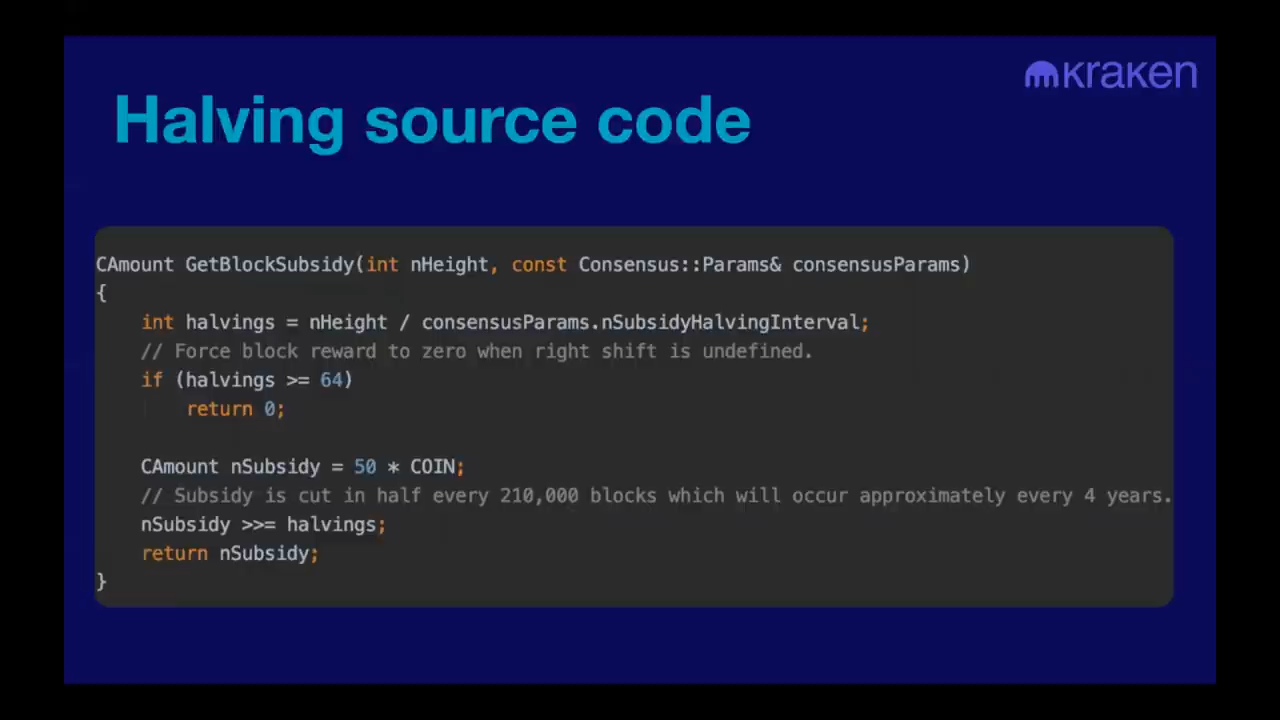 kraken
Halving source code
CAmount GetBlockSubsidy(int nHeight, const Consensus::Params& consensusParams)
{
    int halvings = nHeight / consensusParams.nSubsidyHalvingInterval;
    // Force block reward to zero when right shift is undefined.
    if (halvings >= 64)
        return 0;

    CAmount nSubsidy = 50 * COIN;
    // Subsidy is cut in half every 210,000 blocks which will occur approximately every 4 years.
    nSubsidy >>= halvings;
    return nSubsidy;
}